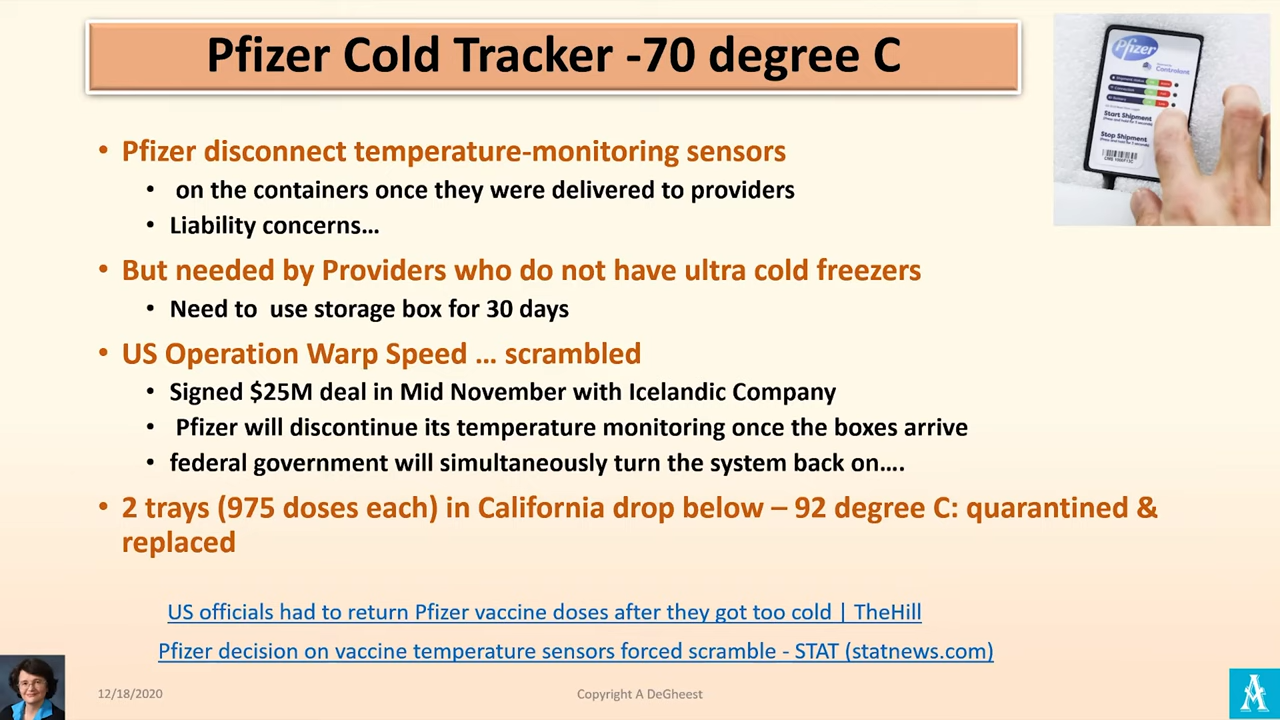 Pfizer Cold Tracker -70 degree C
Pfizer
Controlant
Start Shipment
Stop Shipment
• Pfizer disconnect temperature-monitoring sensors
• on the containers once they were delivered to providers
• Liability concerns…
• But needed by Providers who do not have ultra cold freezers
• Need to use storage box for 30 days
• US Operation Warp Speed … scrambled
• Signed $25M deal in Mid November with Icelandic Company
• Pfizer will discontinue its temperature monitoring once the boxes arrive
• federal government will simultaneously turn the system back on….
• 2 trays (975 doses each) in California drop below – 92 degree C: quarantined &
replaced
US officials had to return Pfizer vaccine doses after they got too cold | TheHill
Pfizer decision on vaccine temperature sensors forced scramble - STAT (statnews.com)
12/18/2020
Copyright A DeGheest